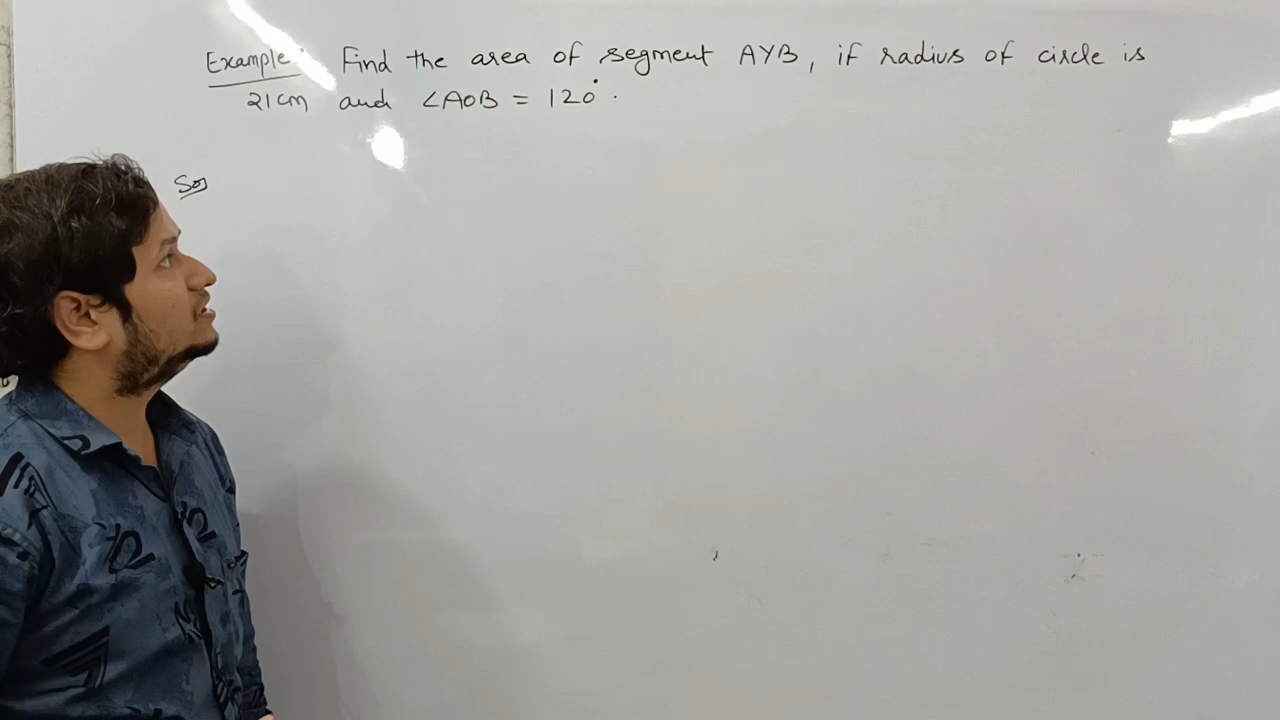 Example: Find the area of segment AYB, if radius of circle is
21cm and ∠AOB = 120°.
Sol